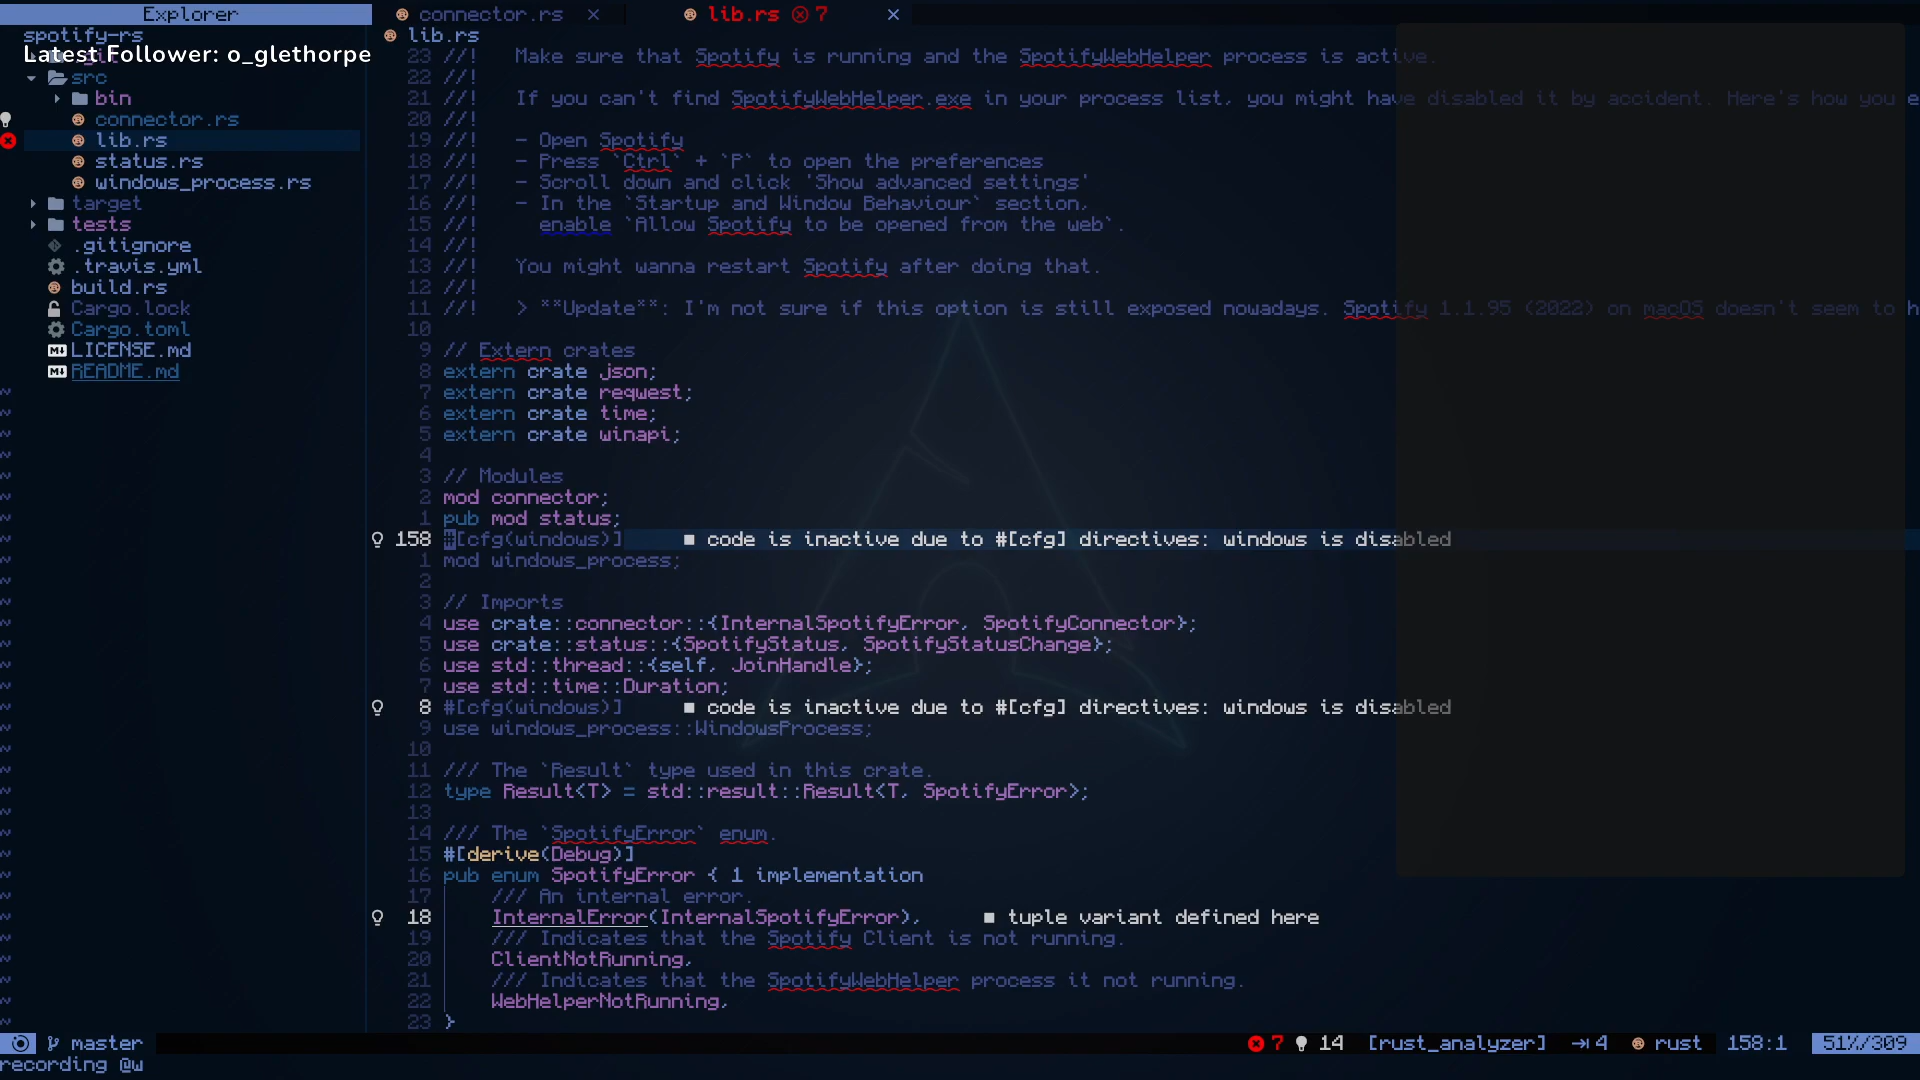 Explorer
connector.rs ×
lib.rs 7 ×
spotify-rs
Latest Follower: o_glethorpe
src
bin
connector.rs
lib.rs
status.rs
windows_process.rs
target
tests
.gitignore
.travis.yml
build.rs
Cargo.lock
Cargo.toml
LICENSE.md
README.md
lib.rs
23 //!   Make sure that Spotify is running and the SpotifyWebHelper process is active.
22 //!
21 //!   If you can't find SpotifyWebHelper.exe in your process list, you might have disabled it by accident. Here's how you e
20 //!
19 //!   - Open Spotify
18 //!   - Press `Ctrl` + `P` to open the preferences
17 //!   - Scroll down and click 'Show advanced settings'
16 //!   - In the `Startup and Window Behaviour` section,
15 //!     enable `Allow Spotify to be opened from the web`.
14 //!
13 //!   You might wanna restart Spotify after doing that.
12 //!
11 //!   > **Update**: I'm not sure if this option is still exposed nowadays. Spotify 1.1.95 (2022) on macOS doesn't seem to h
10
9 // Extern crates
8 extern crate json;
7 extern crate reqwest;
6 extern crate time;
5 extern crate winapi;
4
3 // Modules
2 mod connector;
1 pub mod status;
158 #[cfg(windows)]     ■ code is inactive due to #[cfg] directives: windows is disabled
1 mod windows_process;
2
3 // Imports
4 use crate::connector::{InternalSpotifyError, SpotifyConnector};
5 use crate::status::{SpotifyStatus, SpotifyStatusChange};
6 use std::thread::{self, JoinHandle};
7 use std::time::Duration;
8 #[cfg(windows)]     ■ code is inactive due to #[cfg] directives: windows is disabled
9 use windows_process::WindowsProcess;
10
11 /// The `Result` type used in this crate.
12 type Result<T> = std::result::Result<T, SpotifyError>;
13
14 /// The `SpotifyError` enum.
15 #[derive(Debug)]
16 pub enum SpotifyError { 1 implementation
17     /// An internal error.
18     InternalError(InternalSpotifyError),     ■ tuple variant defined here
19     /// Indicates that the Spotify Client is not running.
20     ClientNotRunning,
21     /// Indicates that the SpotifyWebHelper process it not running.
22     WebHelperNotRunning,
23 }
master 7 14 [rust_analyzer] 4 rust 158:1 51%/309
recording @w